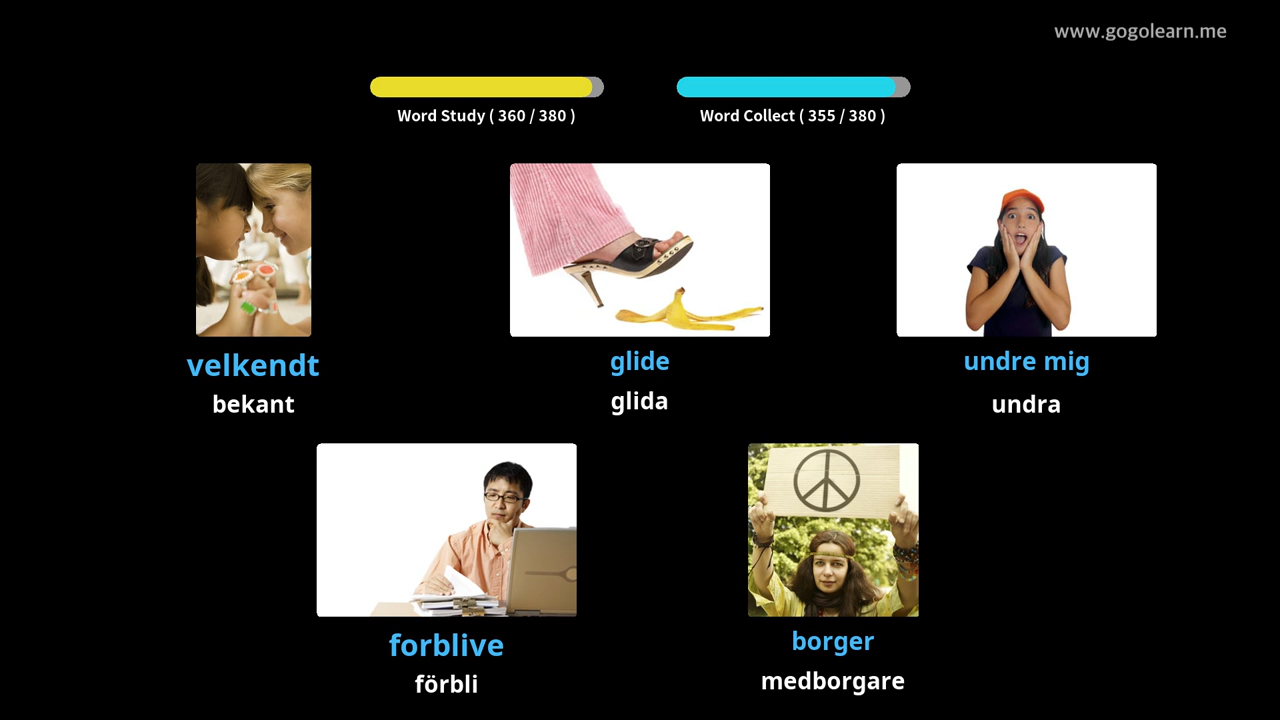 www.gogolearn.me
Word Study ( 360 / 380 )
Word Collect ( 355 / 380 )
velkendt
bekant
glide
glida
undre mig
undra
forblive
förbli
borger
medborgare